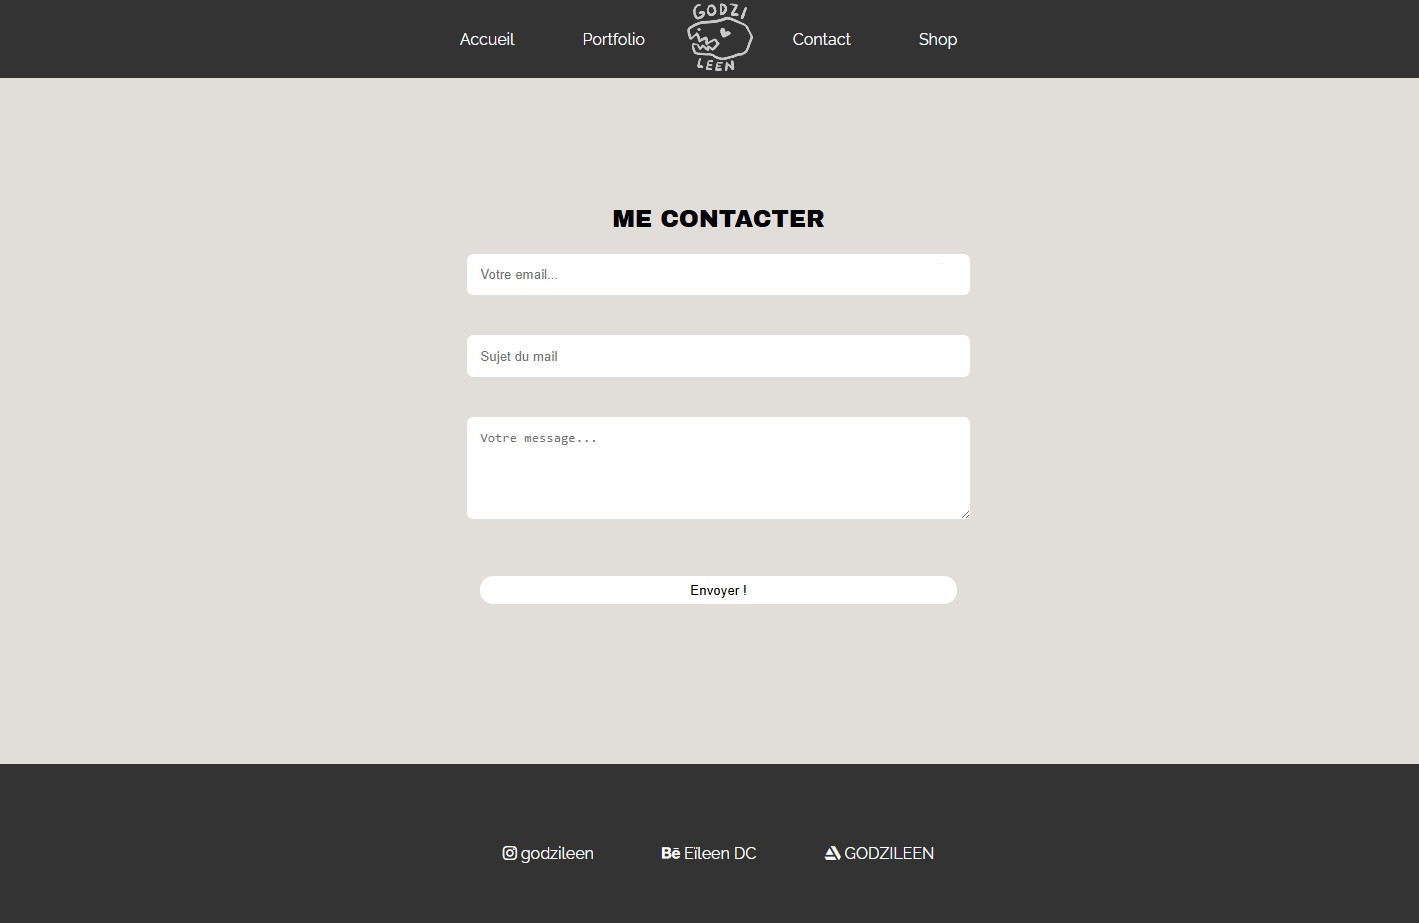 Accueil
Portfolio
GODZI
LEEN
Contact
Shop
ME CONTACTER
Votre email...
Sujet du mail
Votre message...
Envoyer !
godzileen
Bē Eïleen DC
GODZILEEN